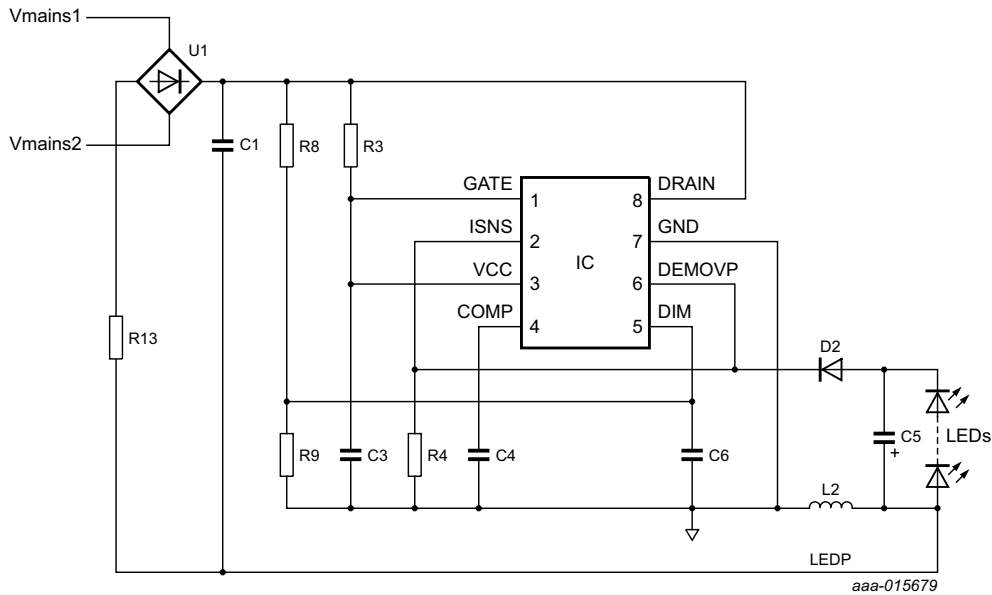 Vmains1
U1
Vmains2
C1
R8
R3
GATE
ISNS
VCC
COMP
1
2
3
4
IC
8
7
6
5
DRAIN
GND
DEMOVP
DIM
R13
D2
R9
C3
R4
C4
C6
C5
+
LEDs
L2
LEDP
aaa-015679